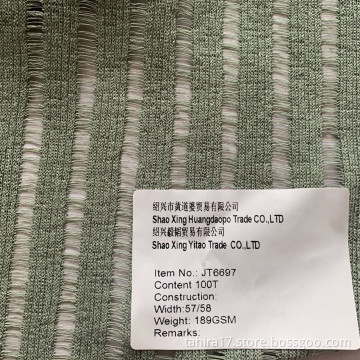 绍兴市黄道婆贸易有限公司
Shao Xing Huangdaopo Trade CO.,LTD
绍兴毅韬贸易有限公司
Shao Xing Yitao Trade CO.,LTD
Item No.: JT6697
Content 100T
Construction:
Width:57/58
Weight: 189GSM
Remarks:
tanira17.store.bossgoo.com